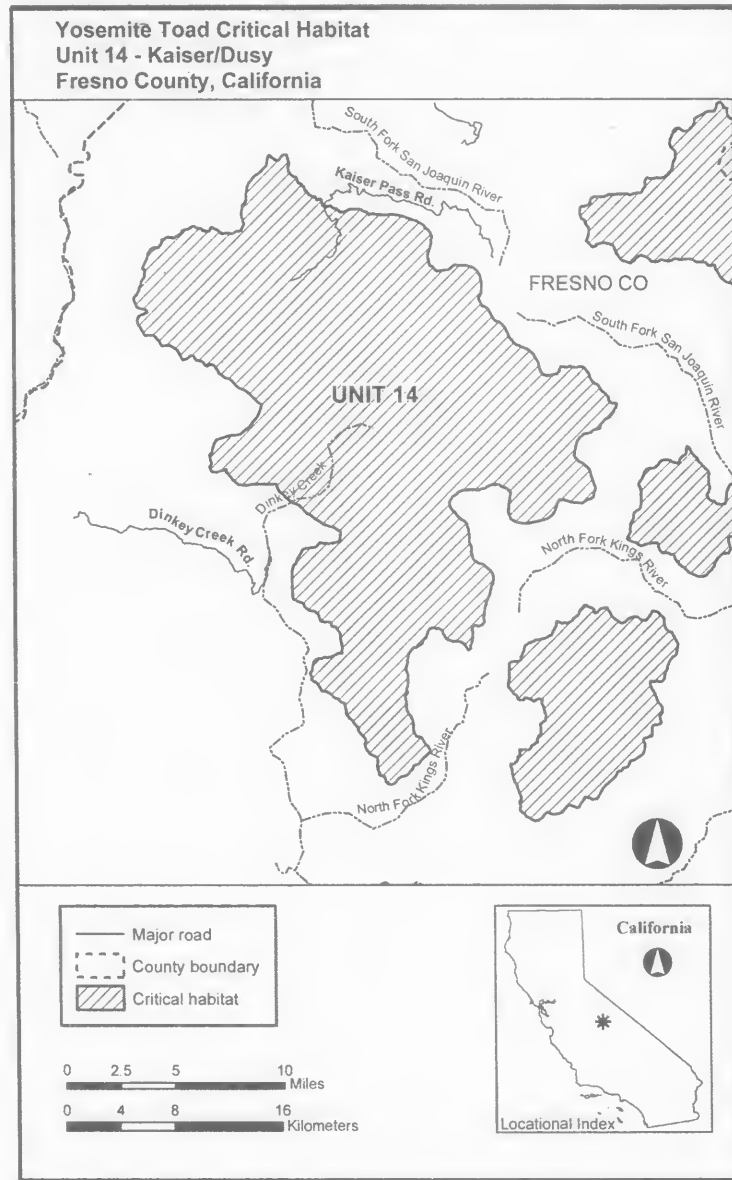 Yosemite Toad Critical Habitat
Unit 14 - Kaiser/Dusy
Fresno County, California
South Fork San Joaquin River
Kaiser Pass Rd.
FRESNO CO
South Fork San Joaquin River
UNIT 14
Dinkey Creek
Dinkey Creek Rd.
North Fork Kings River
North Fork Kings River
Major road
County boundary
Critical habitat
0 2.5 5 10
Miles
0 4 8 16
Kilometers
California
Locational Index